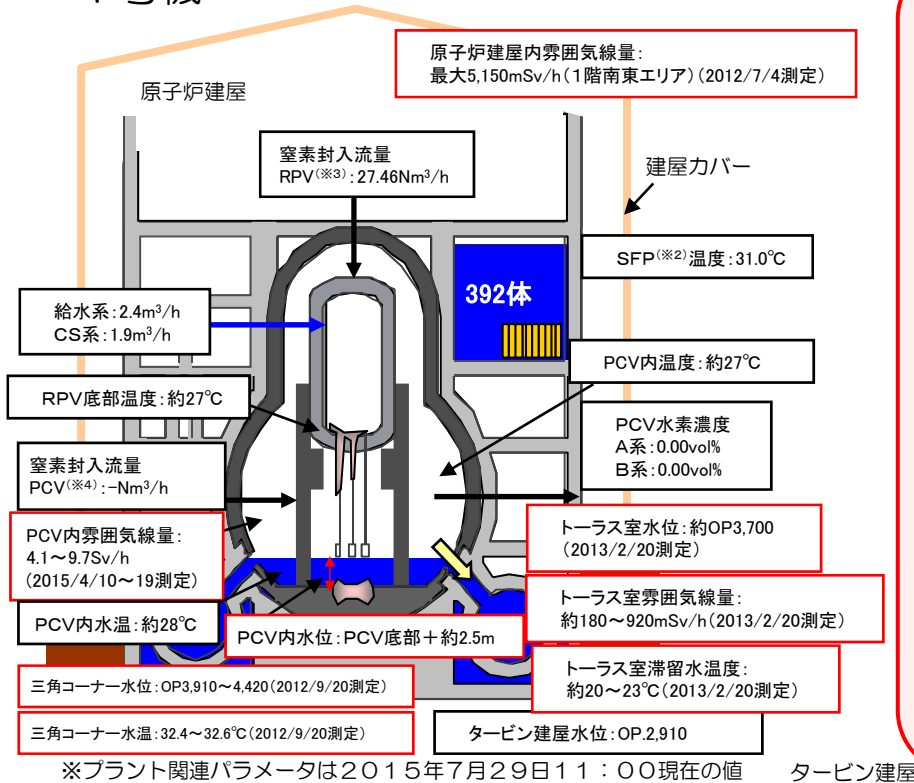 原子炉建屋内雰囲気線量:
最大5,150mSv/h(1階南東エリア)(2012/7/4測定)
原子炉建屋
窒素封入流量
RPV(※3):27.46Nm³/h
建屋カバー
SFP(※2)温度:31.0℃
392体
給水系:2.4m³/h
CS系:1.9m³/h
PCV内温度:約27℃
RPV底部温度:約27℃
PCV水素濃度
A系:0.00vol%
B系:0.00vol%
窒素封入流量
PCV(※4):-Nm³/h
PCV内雰囲気線量:
4.1～9.7Sv/h
(2015/4/10～19測定)
トーラス室水位:約OP3,700
(2013/2/20測定)
トーラス室雰囲気線量:
約180～920mSv/h(2013/2/20測定)
PCV内水温:約28℃
PCV内水位:PCV底部+約2.5m
トーラス室滞留水温度:
約20～23℃(2013/2/20測定)
三角コーナー水位:OP3,910～4,420(2012/9/20測定)
三角コーナー水温:32.4～32.6℃(2012/9/20測定)
タービン建屋水位:OP.2,910
※プラント関連パラメータは2015年7月29日11:00現在の値
タービン建屋